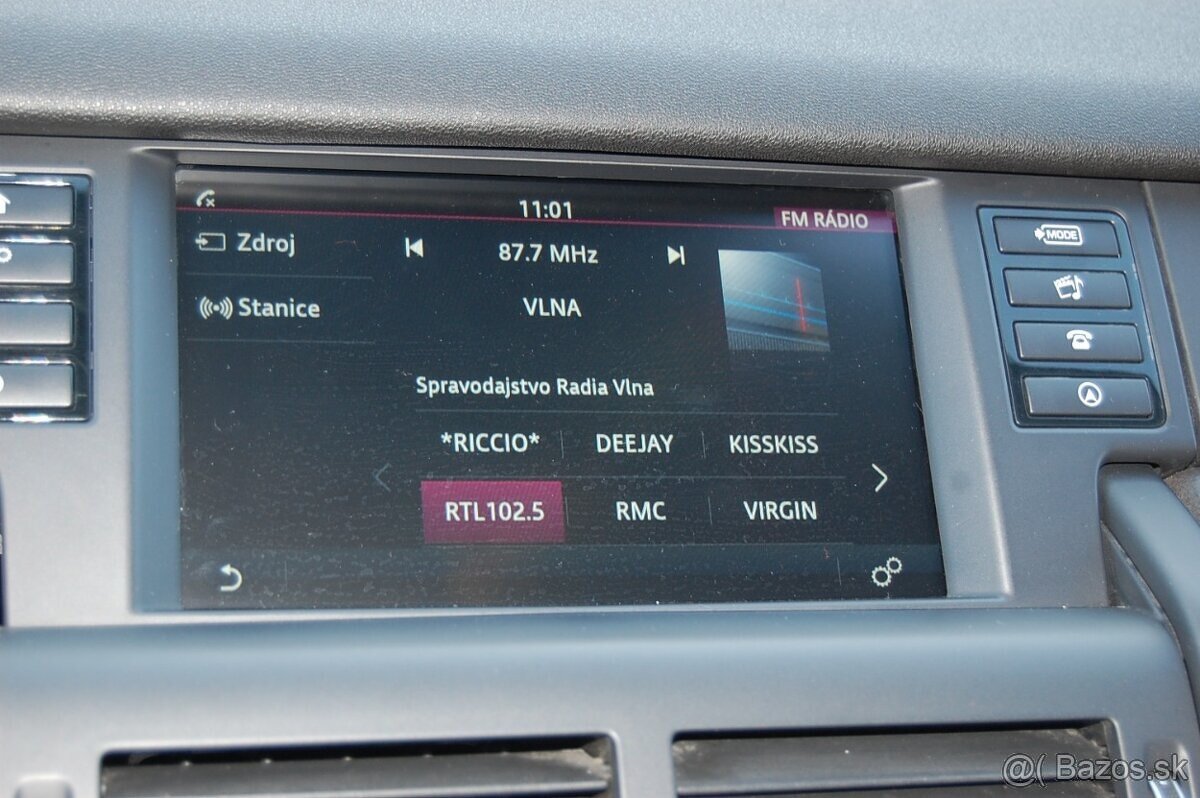 11:01
FM RÁDIO
Zdroj
87.7 MHz
MODE
Stanice
VLNA
Spravodajstvo Radia Vlna
*RICCIO* DEEJAY KISSKISS
RTL102.5 RMC VIRGIN
@( Bazos.sk